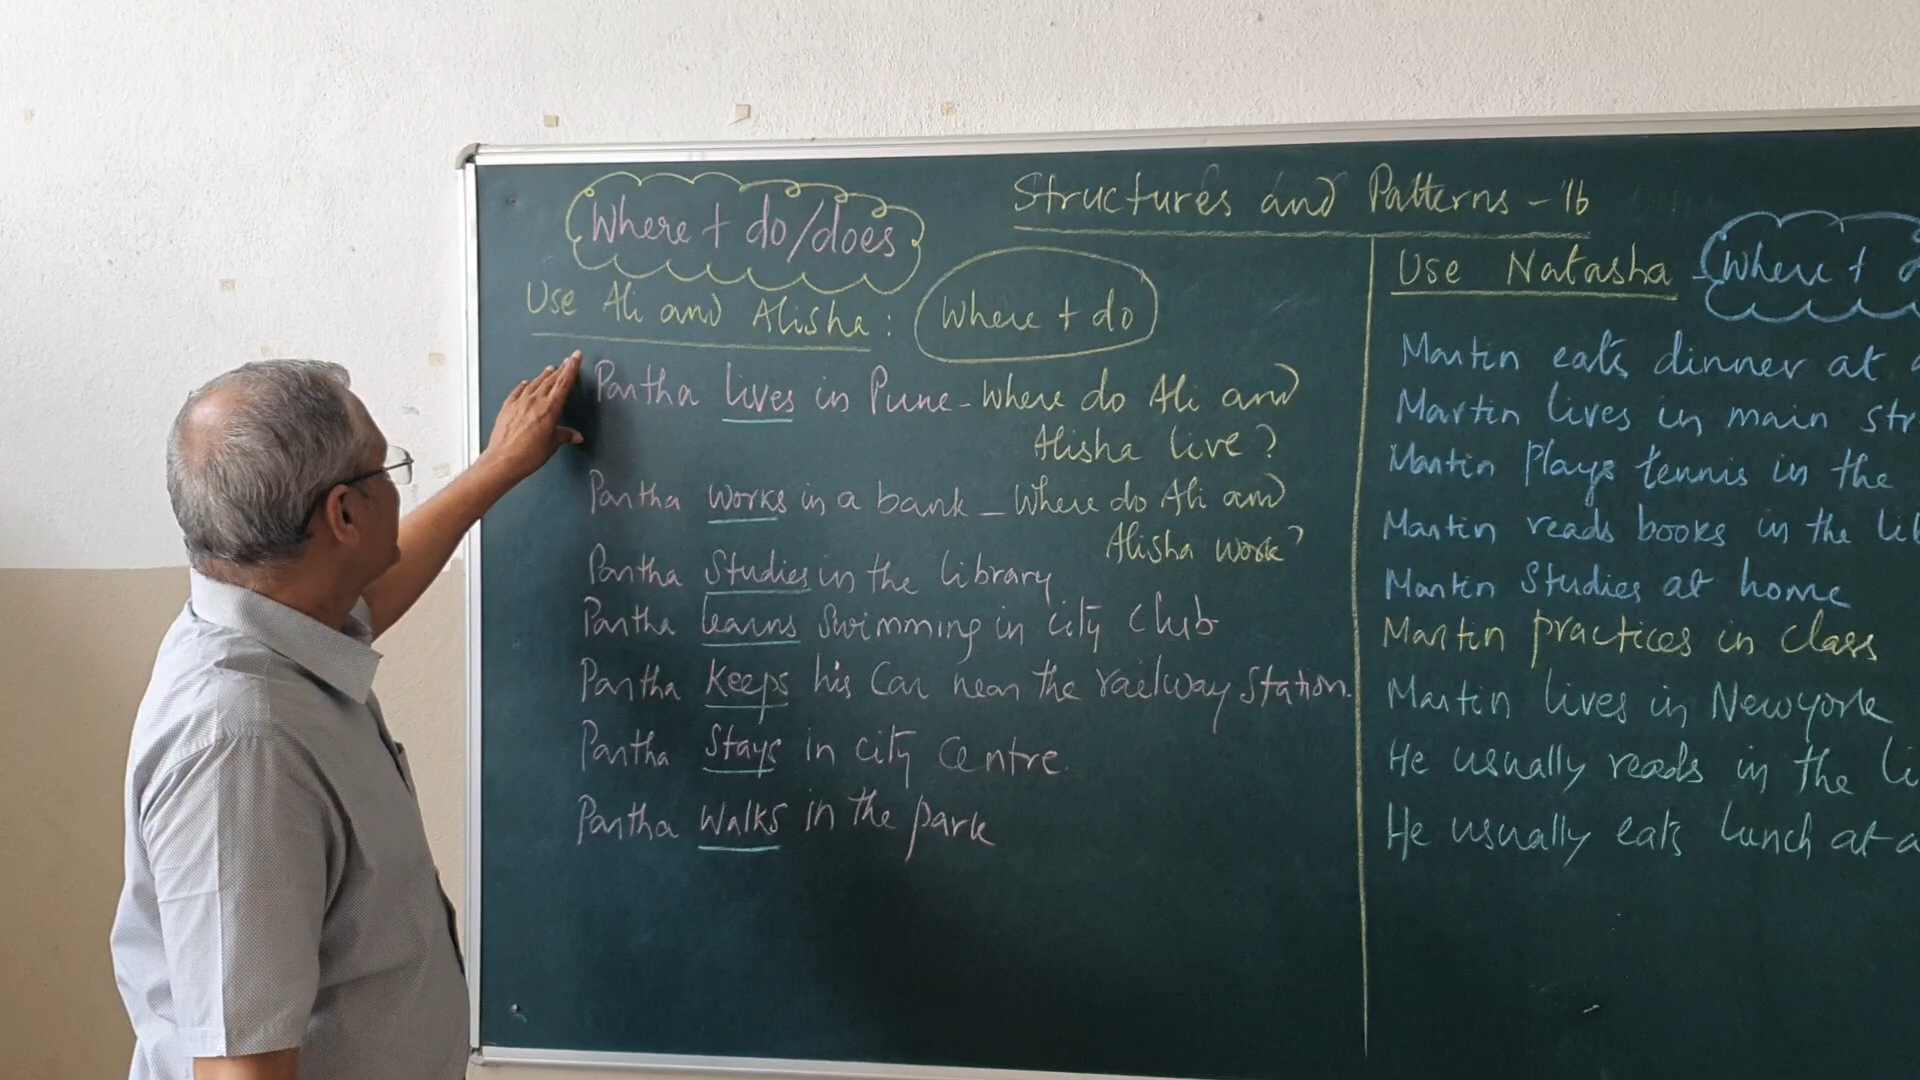 Structures and Patterns - 16
Where + do/does
Use Ali and Alisha: Where + do
Partha lives in Pune - Where do Ali and
Alisha live?
Partha works in a bank - Where do Ali and
Alisha work?
Partha Studies in the library
Partha learns Swimming in city club
Partha keeps his Car near the railway Station.
Partha Stays in city Centre.
Partha walks in the park
Use Natasha - Where +
Martin eats dinner at
Martin lives in main
Martin Plays tennis in the
Martin reads books in the
Martin Studies at home
Martin practices in class
Martin lives in Newyork
He usually reads in the
He usually eats lunch at